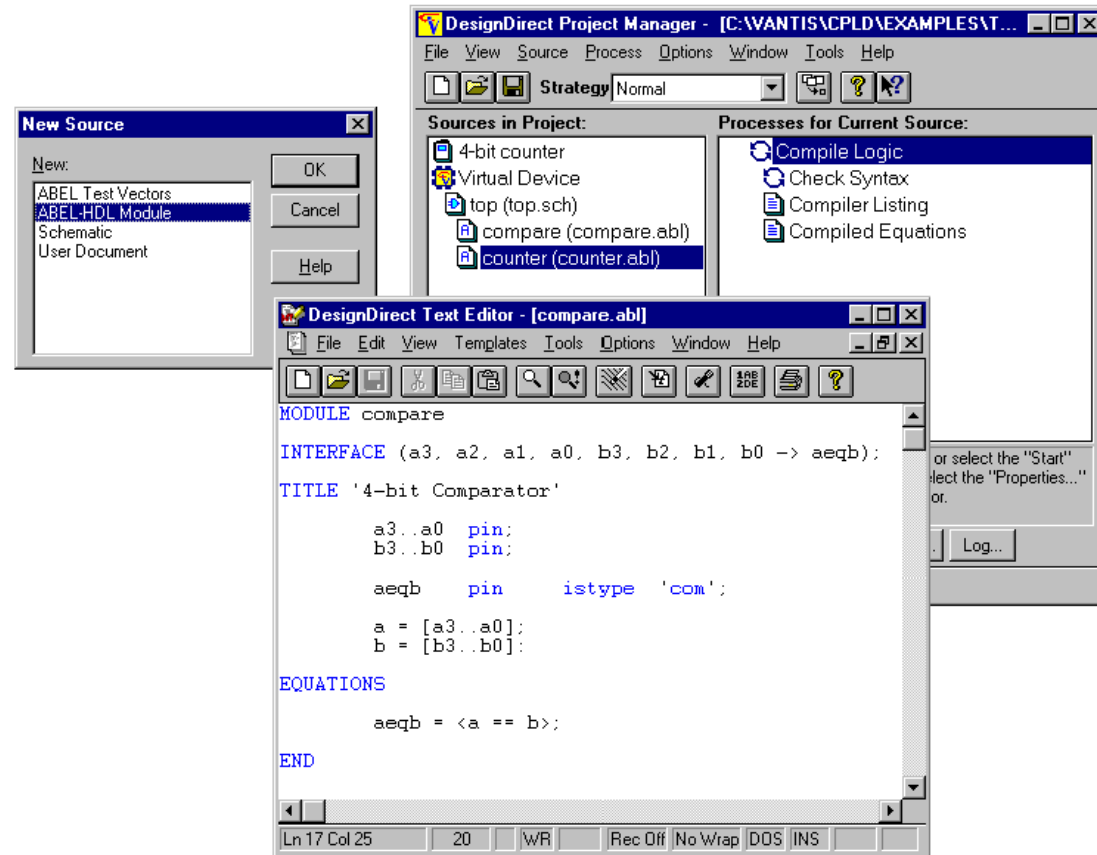 DesignDirect Project Manager - [C:\VANTIS\CPLD\EXAMPLES\T...
File View Source Process Options Window Tools Help
Strategy Normal
Sources in Project:
4-bit counter
Virtual Device
top (top.sch)
compare (compare.abl)
counter (counter.abl)
Processes for Current Source:
Compile Logic
Check Syntax
Compiler Listing
Compiled Equations
or select the "Start"
elect the "Properties..."
or.
. Log...
New Source
New:
ABEL Test Vectors
ABEL-HDL Module
Schematic
User Document
OK
Cancel
Help
DesignDirect Text Editor - [compare.abl]
File Edit View Templates Tools Options Window Help
1AB
2DE
MODULE compare
INTERFACE (a3, a2, a1, a0, b3, b2, b1, b0 -> aeqb);
TITLE '4-bit Comparator'
a3..a0 pin;
b3..b0 pin;
aeqb pin istype 'com';
a = [a3..a0];
b = [b3..b0]:
EQUATIONS
aeqb = <a == b>;
END
Ln 17 Col 25 20 WR Rec Off No Wrap DOS INS